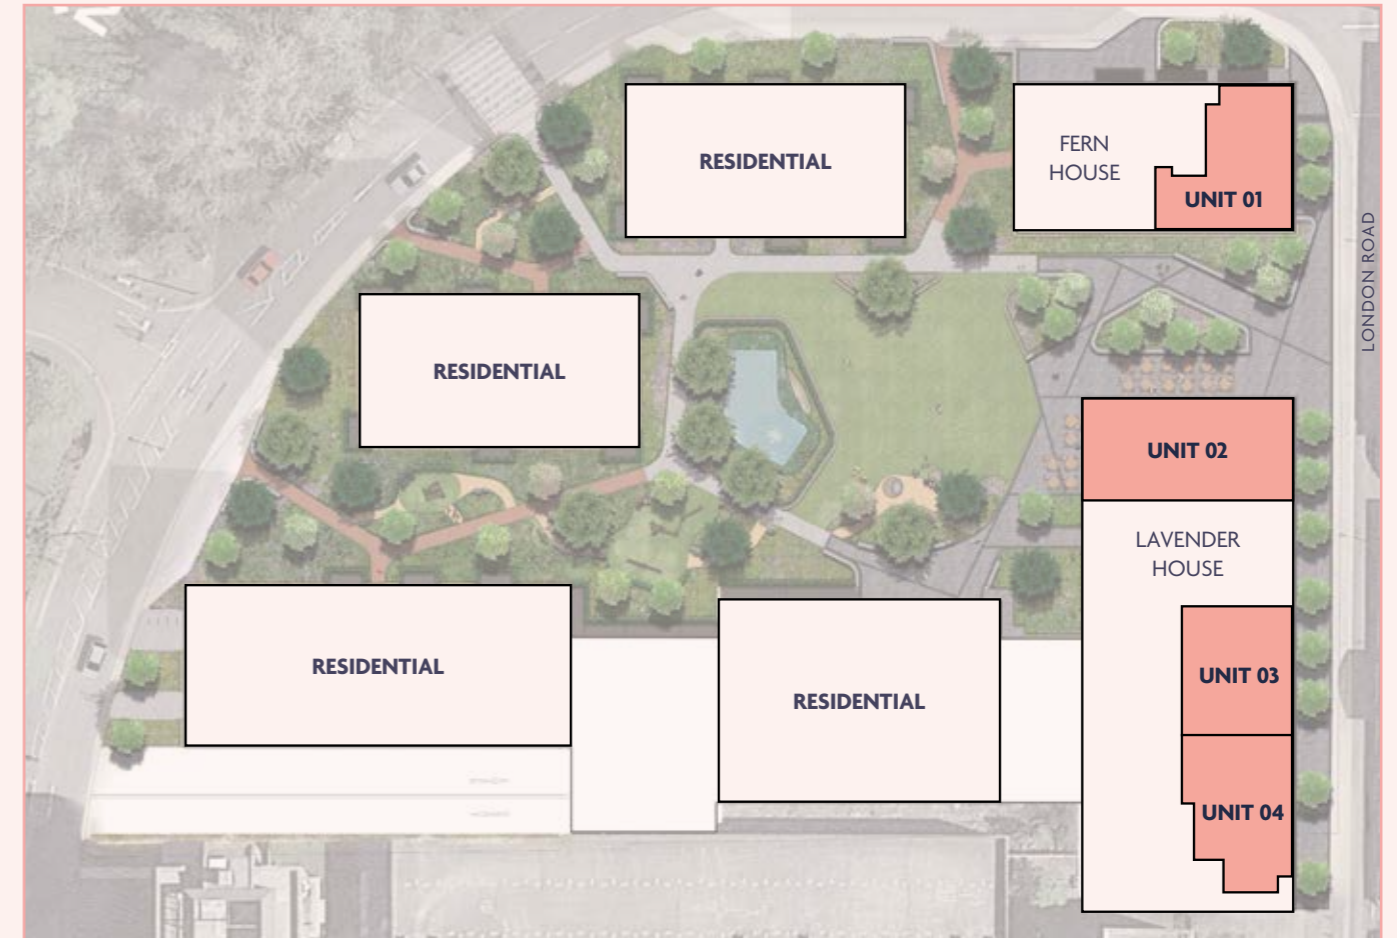 RESIDENTIAL
FERN
HOUSE
UNIT 01
LONDON ROAD
RESIDENTIAL
UNIT 02
LAVENDER
HOUSE
RESIDENTIAL
UNIT 03
RESIDENTIAL
UNIT 04